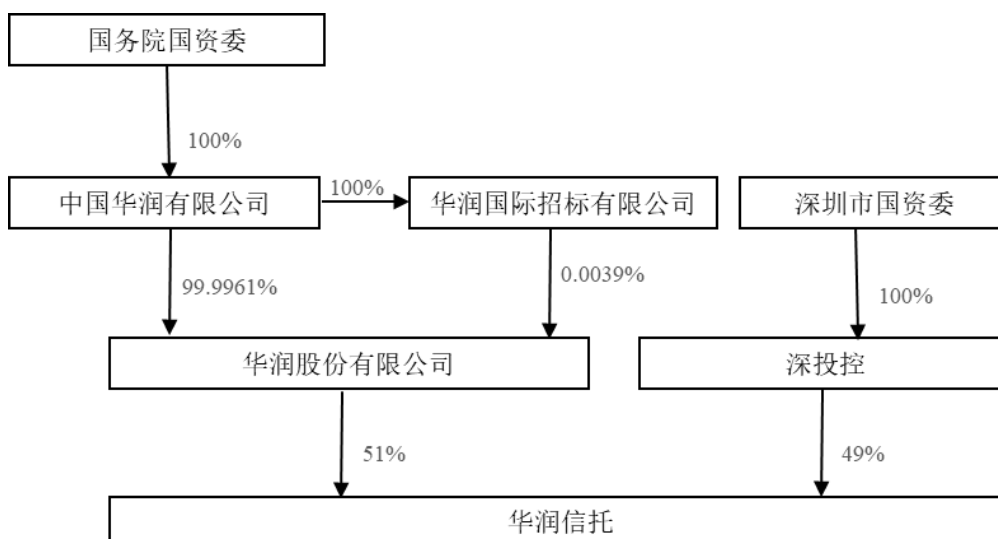 国务院国资委
100%
中国华润有限公司
100%
华润国际招标有限公司
深圳市国资委
99.9961%
0.0039%
100%
华润股份有限公司
深投控
51%
49%
华润信托